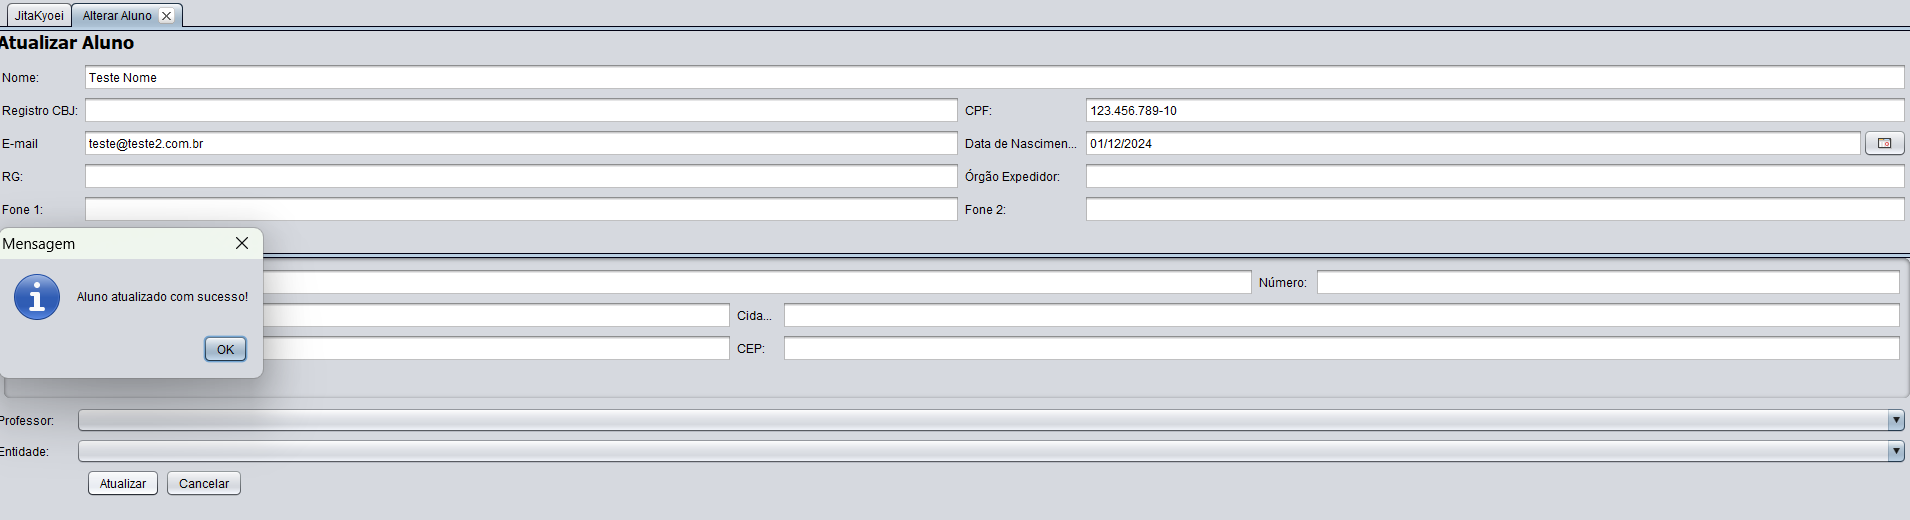 JitaKyoei Alterar Aluno
Atualizar Aluno
Nome: Teste Nome
Registro CBJ: CPF: 123.456.789-10
E-mail teste@teste2.com.br Data de Nascimen... 01/12/2024
RG: Órgão Expedidor:
Fone 1: Fone 2:
Mensagem
Aluno atualizado com sucesso!
OK
Número:
Cida...
CEP:
Professor:
Entidade:
Atualizar Cancelar